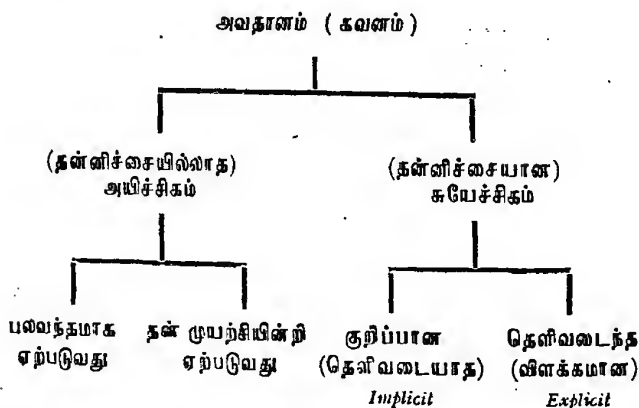 அவதானம் ( கவனம் )
(தன்னிச்சையில்லாத)
அயிச்சிகம்
(தன்னிச்சையான)
சுயேச்சிகம்
பலவந்தமாக
ஏற்படுவது
தன் முயற்சியின்றி
ஏற்படுவது
குறிப்பான
(தெளிவடையாத)
Implicit
தெளிவடைந்த
(விளக்கமான)
Explicit